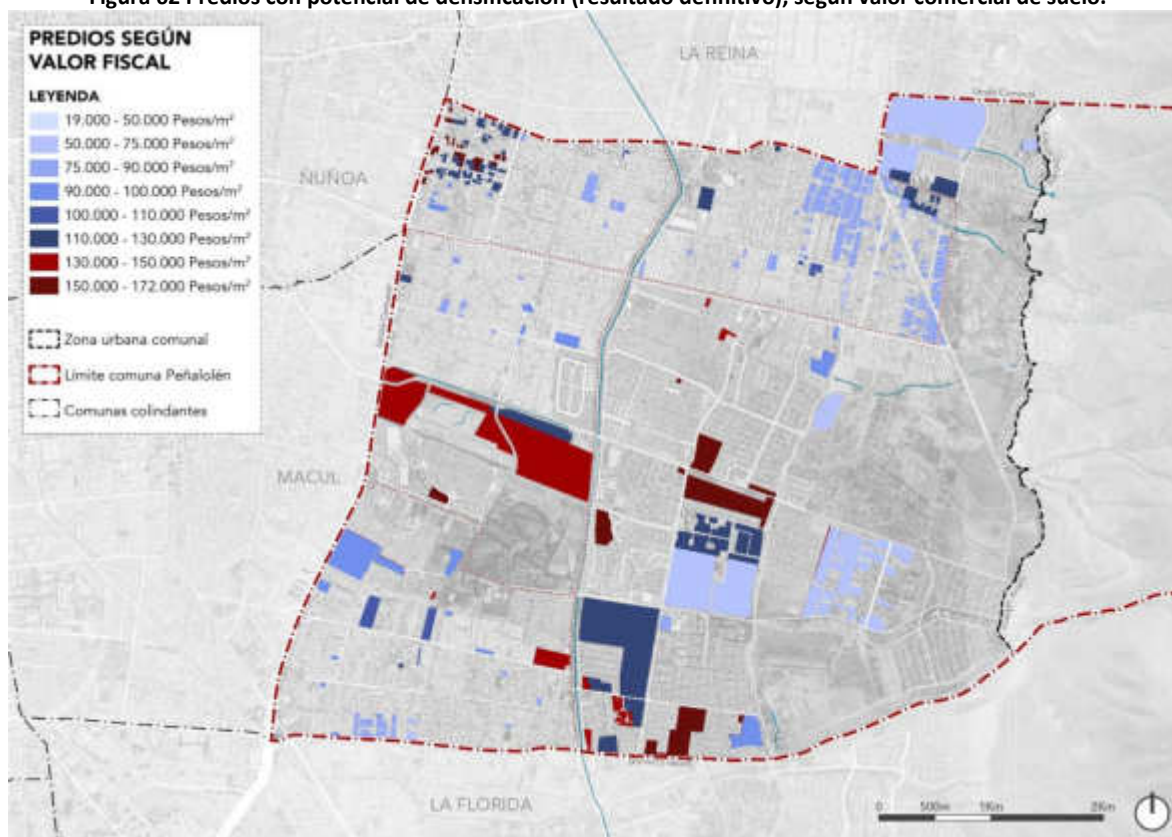 Figura 62 Predios con potencial de densificación (resultado definitivo), según valor comercial de suelo.
PREDIOS SEGÚN
VALOR FISCAL
LEYENDA
19.000 - 50.000 Pesos/m²
50.000 - 75.000 Pesos/m²
75.000 - 90.000 Pesos/m²
90.000 - 100.000 Pesos/m²
100.000 - 110.000 Pesos/m²
110.000 - 130.000 Pesos/m²
130.000 - 150.000 Pesos/m²
150.000 - 172.000 Pesos/m²
Zona urbana comunal
Límite comuna Peñalolén
Comunas colindantes
LA REINA
Límite Comunal
ÑUÑOA
MACUL
LA FLORIDA
0 500m 1Km 2Km